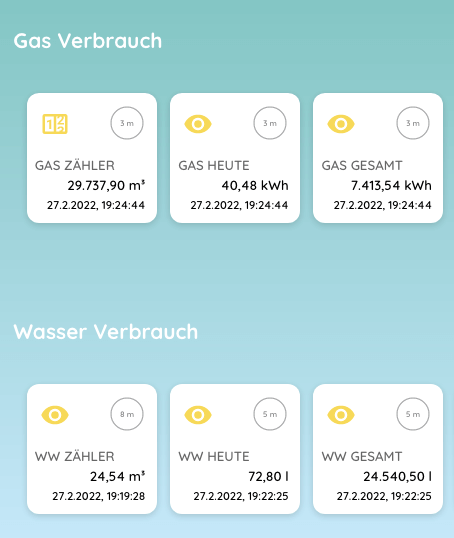 Gas Verbrauch
3 m
3 m
3 m
GAS ZÄHLER
GAS HEUTE
GAS GESAMT
29.737,90 m³
40,48 kWh
7.413,54 kWh
27.2.2022, 19:24:44
27.2.2022, 19:24:44
27.2.2022, 19:24:44
Wasser Verbrauch
8 m
5 m
5 m
WW ZÄHLER
WW HEUTE
WW GESAMT
24,54 m³
72,80 l
24.540,50 l
27.2.2022, 19:19:28
27.2.2022, 19:22:25
27.2.2022, 19:22:25